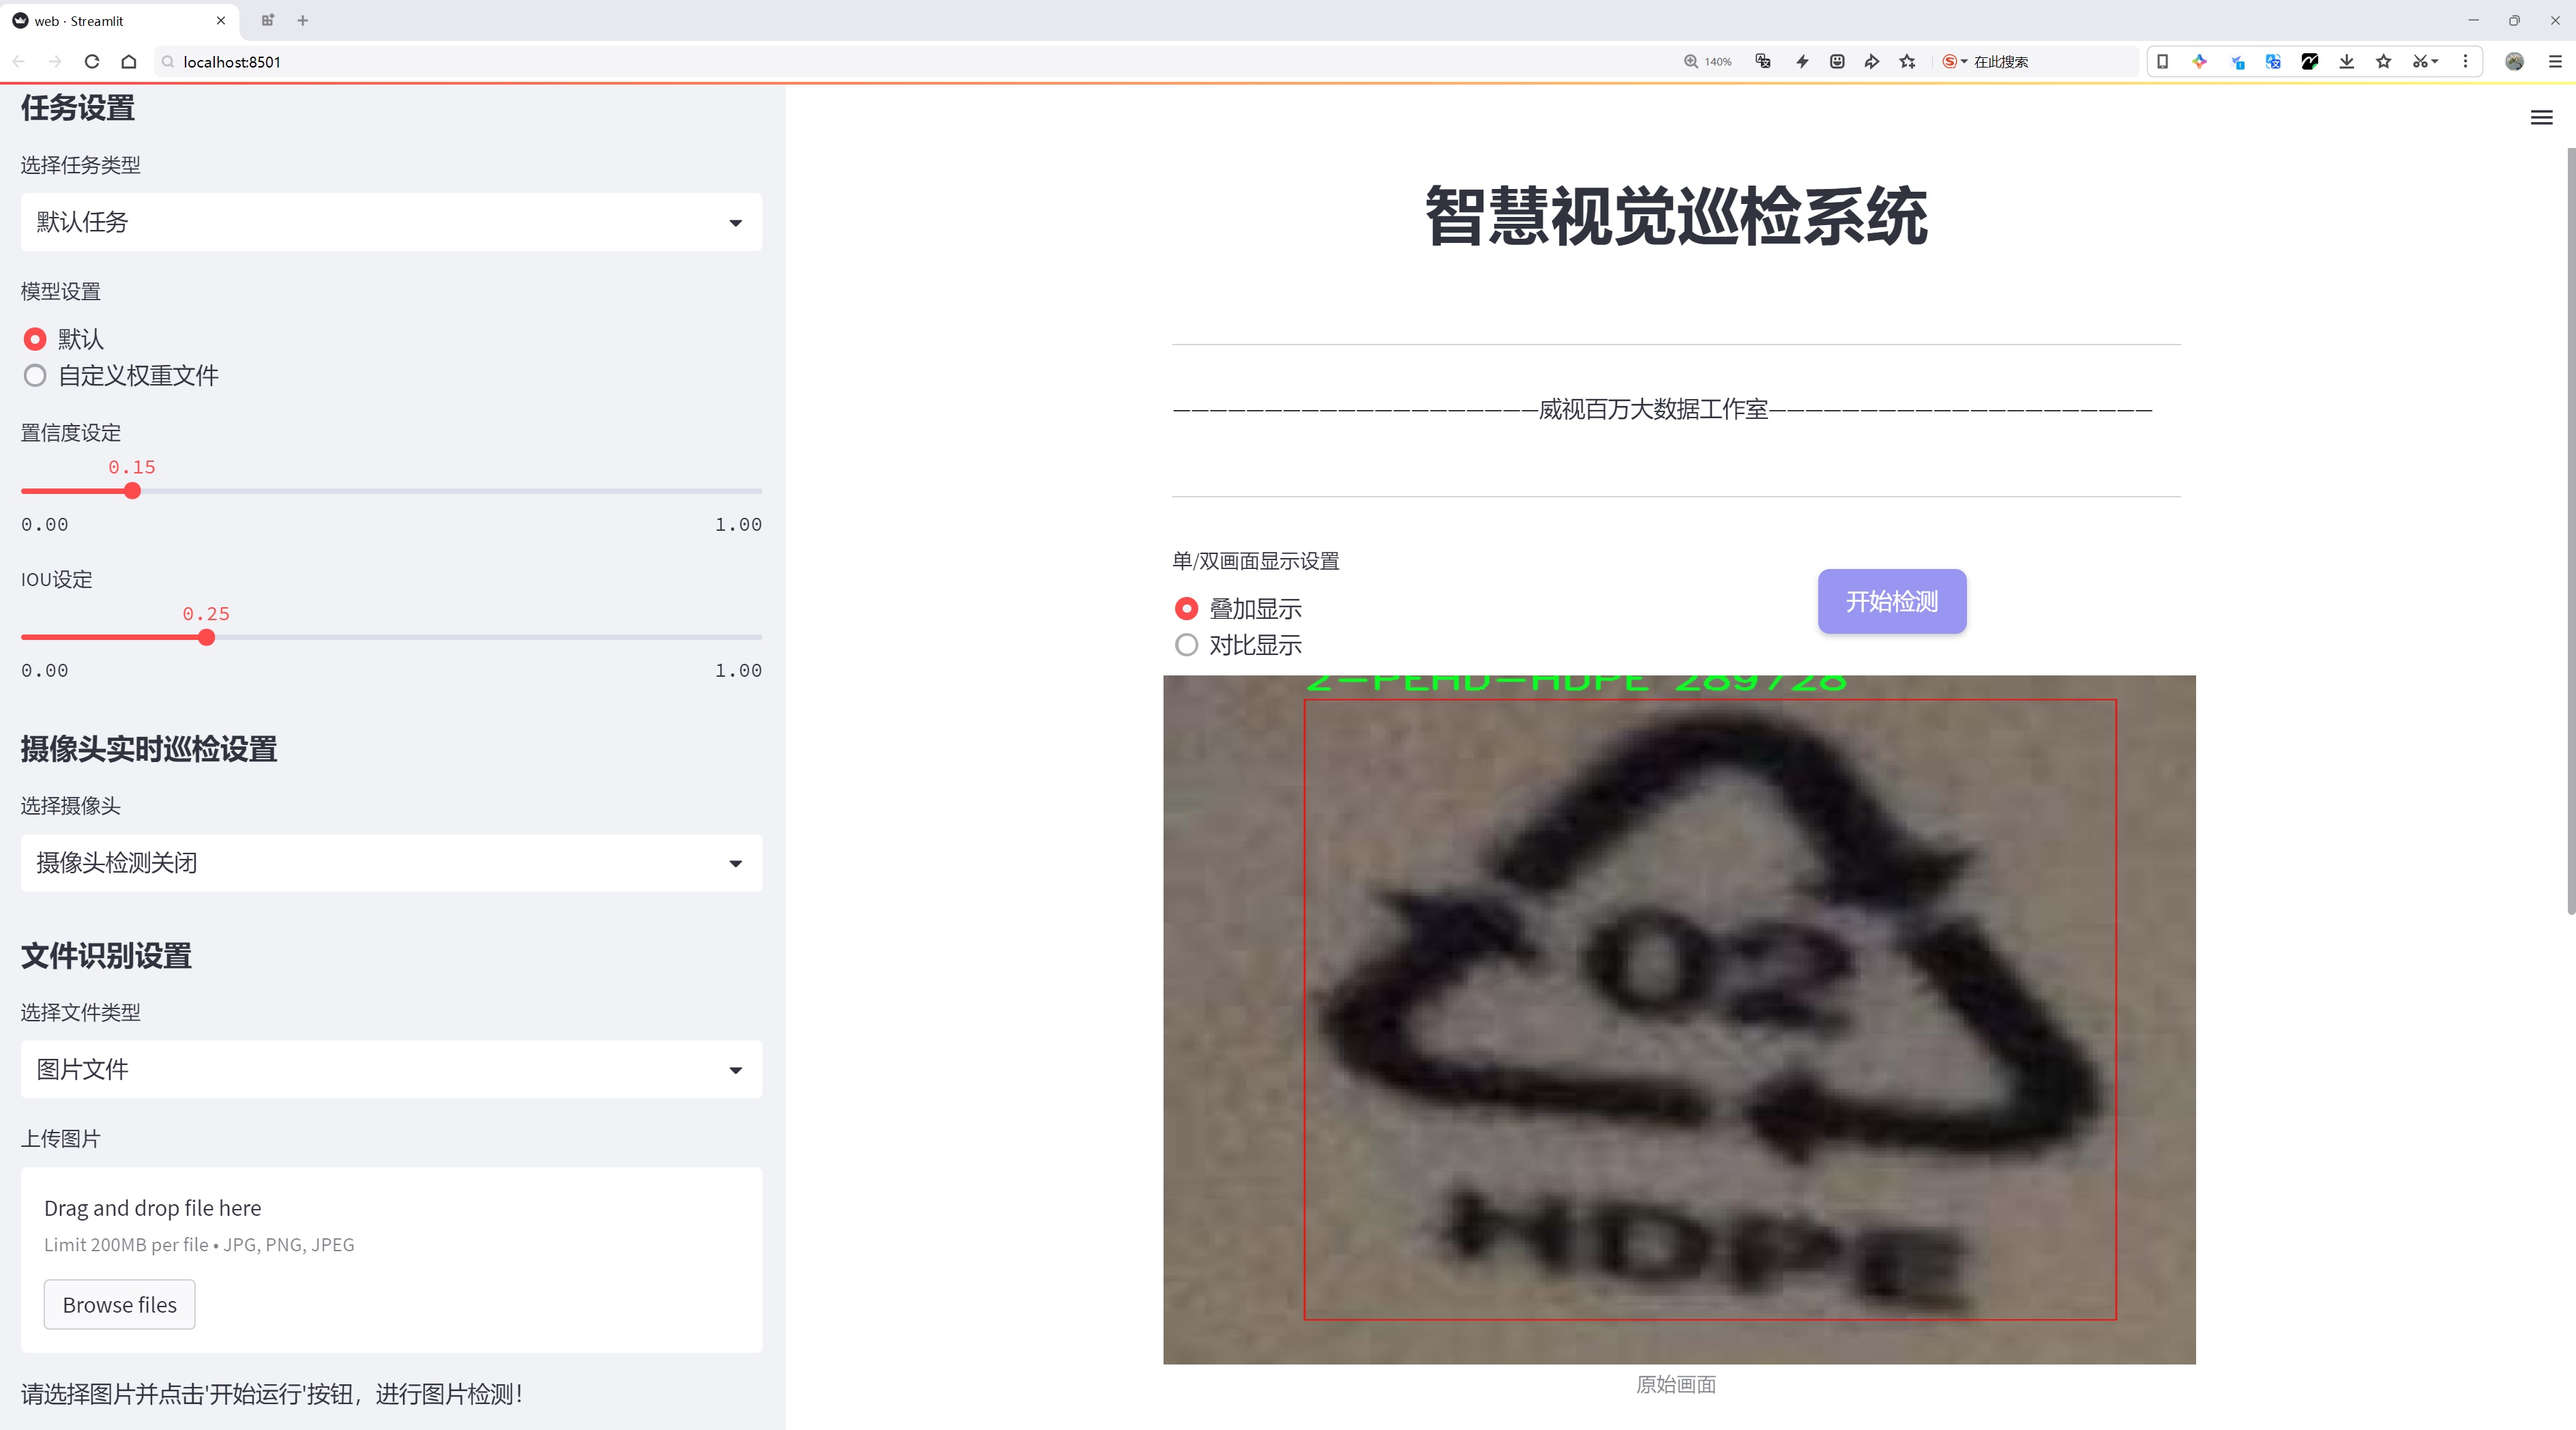 web · Streamlit
localhost:8501
140%
在此搜索
任务设置
选择任务类型
默认任务
模型设置
默认
自定义权重文件
置信度设定
0.15
0.00
1.00
IOU设定
0.25
0.00
1.00
摄像头实时巡检设置
选择摄像头
摄像头检测关闭
文件识别设置
选择文件类型
图片文件
上传图片
Drag and drop file here
Limit 200MB per file • JPG, PNG, JPEG
Browse files
请选择图片并点击'开始运行'按钮，进行图片检测！
智慧视觉巡检系统
—————————————————————威视百万大数据工作室——————————————————————
单/双画面显示设置
叠加显示
对比显示
开始检测
2-PEHD-HDPE 289728
02
HDPE
原始画面